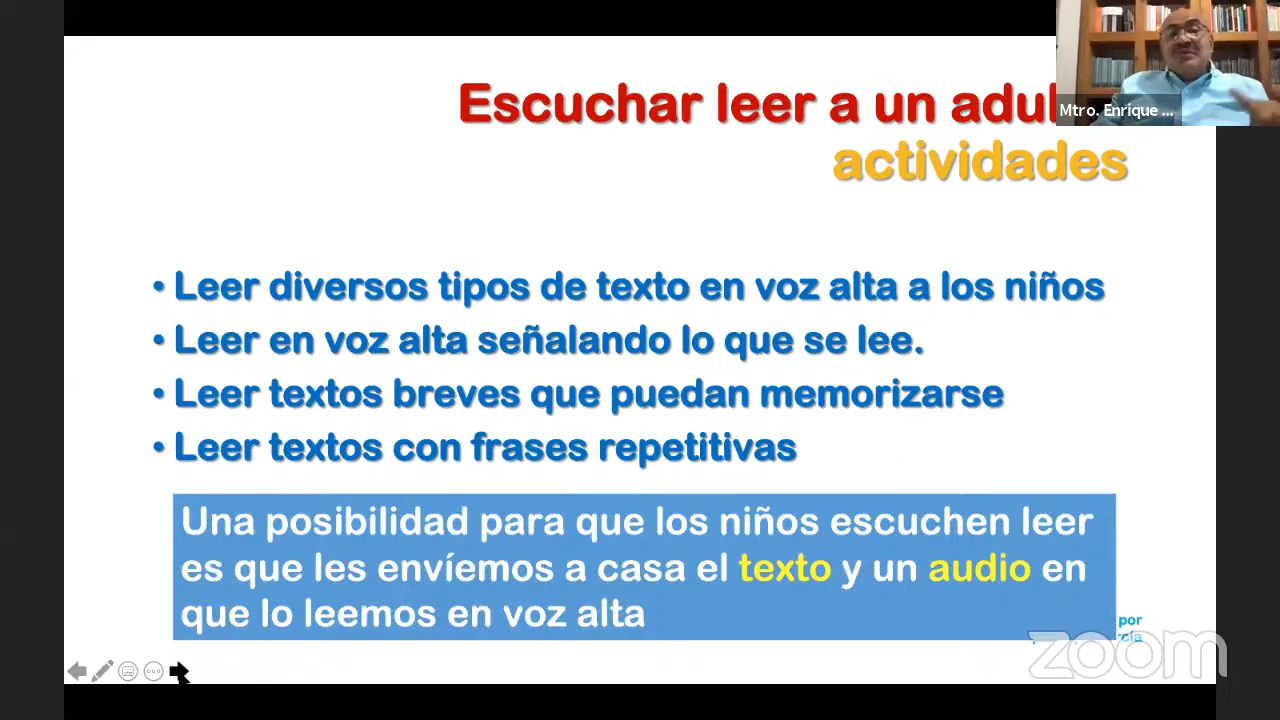 Escuchar leer a un
actividades
Mtro. Enrique ...
• Leer diversos tipos de texto en voz alta a los niños
• Leer en voz alta señalando lo que se lee.
• Leer textos breves que puedan memorizarse
• Leer textos con frases repetitivas
Una posibilidad para que los niños escuchen leer
es que les envíemos a casa el texto y un audio en
que lo leemos en voz alta
por
zoom